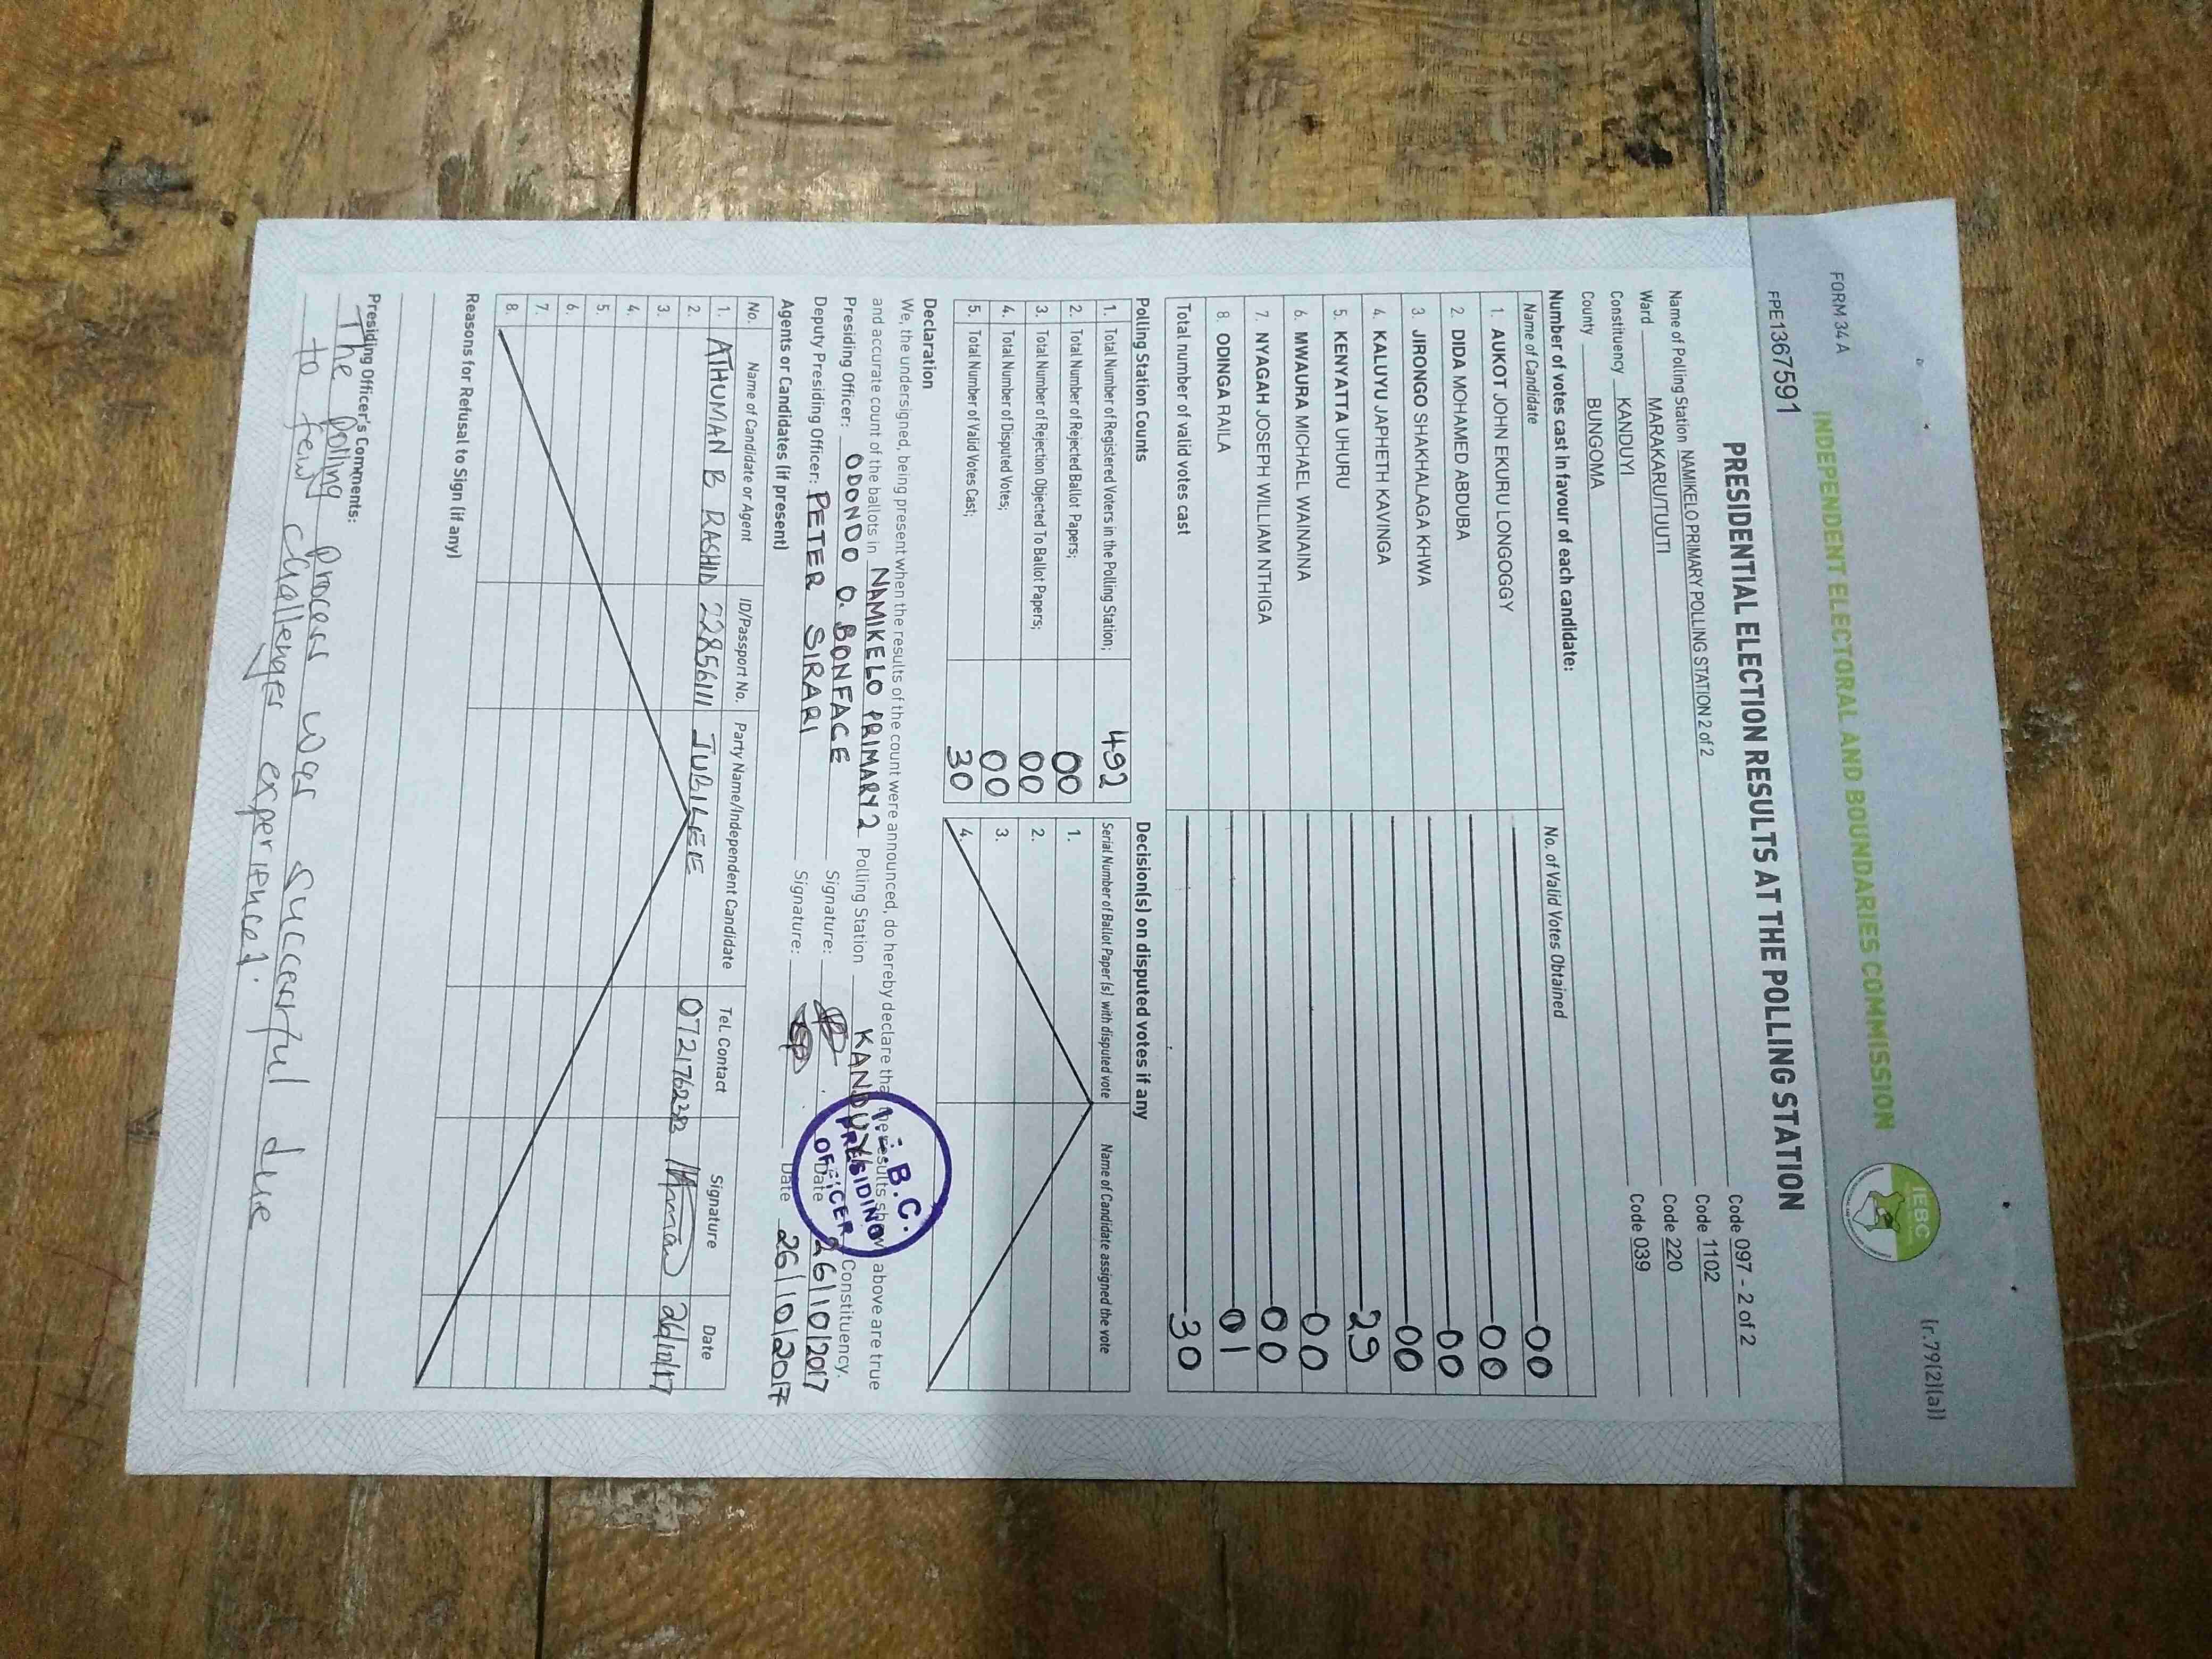 FORM 34 A
(r.79(2)(a))
INDEPENDENT ELECTORAL AND BOUNDARIES COMMISSION
IEBC
FPE1367591
PRESIDENTIAL ELECTION RESULTS AT THE POLLING STATION
Name of Polling Station NAMIKELO PRIMARY POLLING STATION 2 of 2 Code 097 - 2 of 2
Ward MARAKARU/TUUTI Code 1102
Constituency KANDUYI Code 220
County BUNGOMA Code 039
Number of votes cast in favour of each candidate:
Name of Candidate No. of Valid Votes Obtained
1. AUKOT JOHN EKURU LONGOGGY 00
2. DIDA MOHAMED ABDUBA 00
3. JIRONGO SHAKHALAGA KHWA 00
4. KALUYU JAPHETH KAVINGA 00
5. KENYATTA UHURU 29
6. MWAURA MICHAEL WAINAINA 00
7. NYAGAH JOSEPH WILLIAM NTHIGA 00
8. ODINGA RAILA 01
Total number of valid votes cast 30
Polling Station Counts
1. Total Number of Registered Voters in the Polling Station; 492
2. Total Number of Rejected Ballot Papers; 00
3. Total Number of Rejection Objected To Ballot Papers; 00
4. Total Number of Disputed Votes; 00
5. Total Number of Valid Votes Cast; 30
Decision(s) on disputed votes if any
Serial Number of Ballot Paper(s) with disputed vote Name of Candidate assigned the vote
1.
2.
3.
4.
Declaration
We, the undersigned, being present when the results of the count were announced, do hereby declare that the results shown above are true
and accurate count of the ballots in NAMIKELO PRIMARY 2 Polling Station KANDUYI Constituency.
Presiding Officer: ODONDO O. BONFACE Signature: Date 26/10/2017
Deputy Presiding Officer: PETER SIRARI Signature: Date 26/10/2017
I.E.B.C.
PRESIDING
OFFICER
Agents or Candidates (if present)
No. Name of Candidate or Agent ID/Passport No. Party Name/Independent Candidate Tel. Contact Signature Date
1. ATHUMAN B RASHID 22856111 JUBILEE 0721762382 26/10/17
2.
3.
4.
5.
6.
7.
8.
Reasons for Refusal to Sign (if any)
Presiding Officer's Comments:
The polling process was successful due
to few challenges experienced.